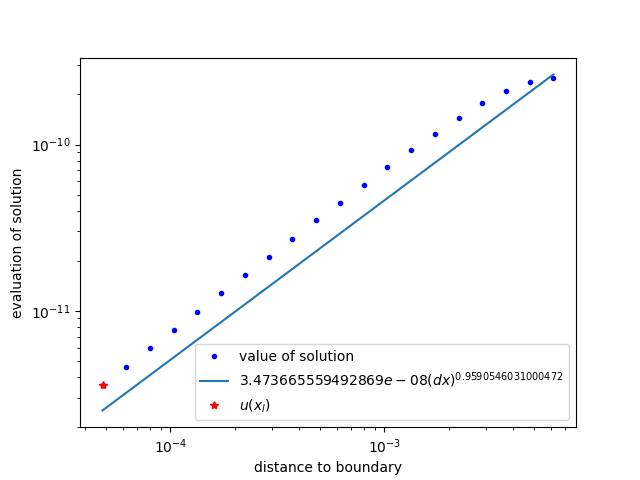 10⁻¹⁰
10⁻¹¹
evaluation of solution
value of solution
3.473665559492869e − 08(dx)^0.9590546031000472
u(x_l)
10⁻⁴
10⁻³
distance to boundary